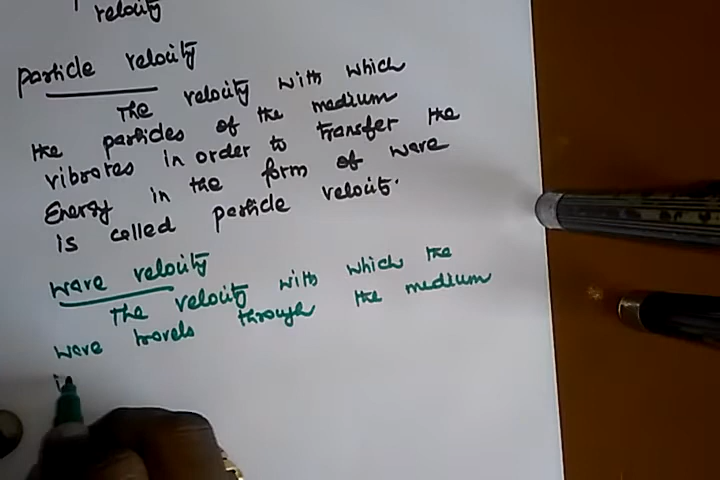 velocity
particle velocity
The velocity with which
the particles of the medium
vibrates in order to transfer the
Energy in the form of wave
is called particle velocity.
wave velocity
The velocity with which the
wave travels through the medium
i